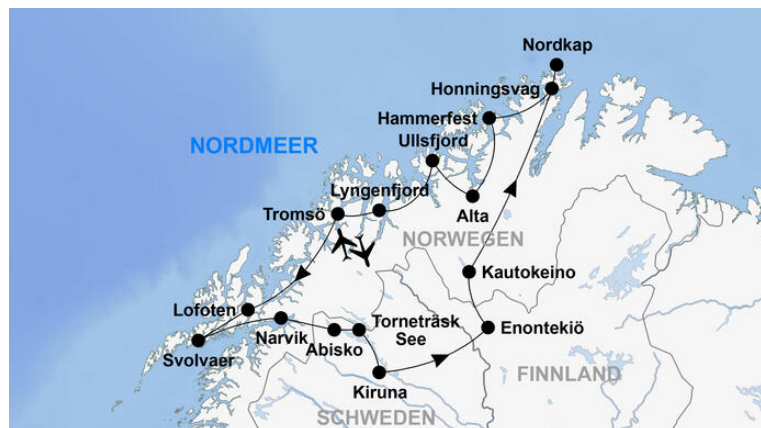 Nordkap
Honningsvag
Hammerfest
Ullsfjord
NORDMEER
Lyngenfjord
Alta
Tromsö
NORWEGEN
Kautokeino
Lofoten
Enontekiö
Narvik
Torneträsk
See
Abisko
Svolvaer
FINNLAND
Kiruna
SCHWEDEN